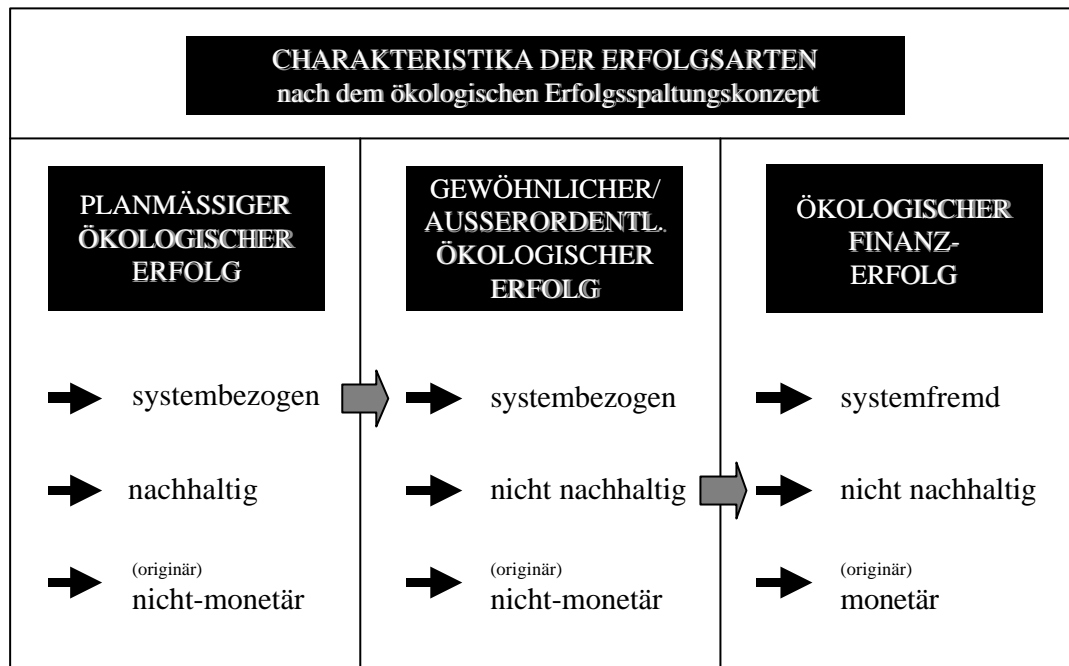 CHARAKTERISTIKA DER ERFOLGSARTEN
nach dem ökologischen Erfolgsspaltungskonzept
PLANMÄSSIGER
ÖKOLOGISCHER
ERFOLG
systembezogen
nachhaltig
(originär)
nicht-monetär
GEWÖHNLICHER/
AUSSERORDENTL.
ÖKOLOGISCHER
ERFOLG
systembezogen
nicht nachhaltig
(originär)
nicht-monetär
ÖKOLOGISCHER
FINANZ-
ERFOLG
systemfremd
nicht nachhaltig
(originär)
monetär